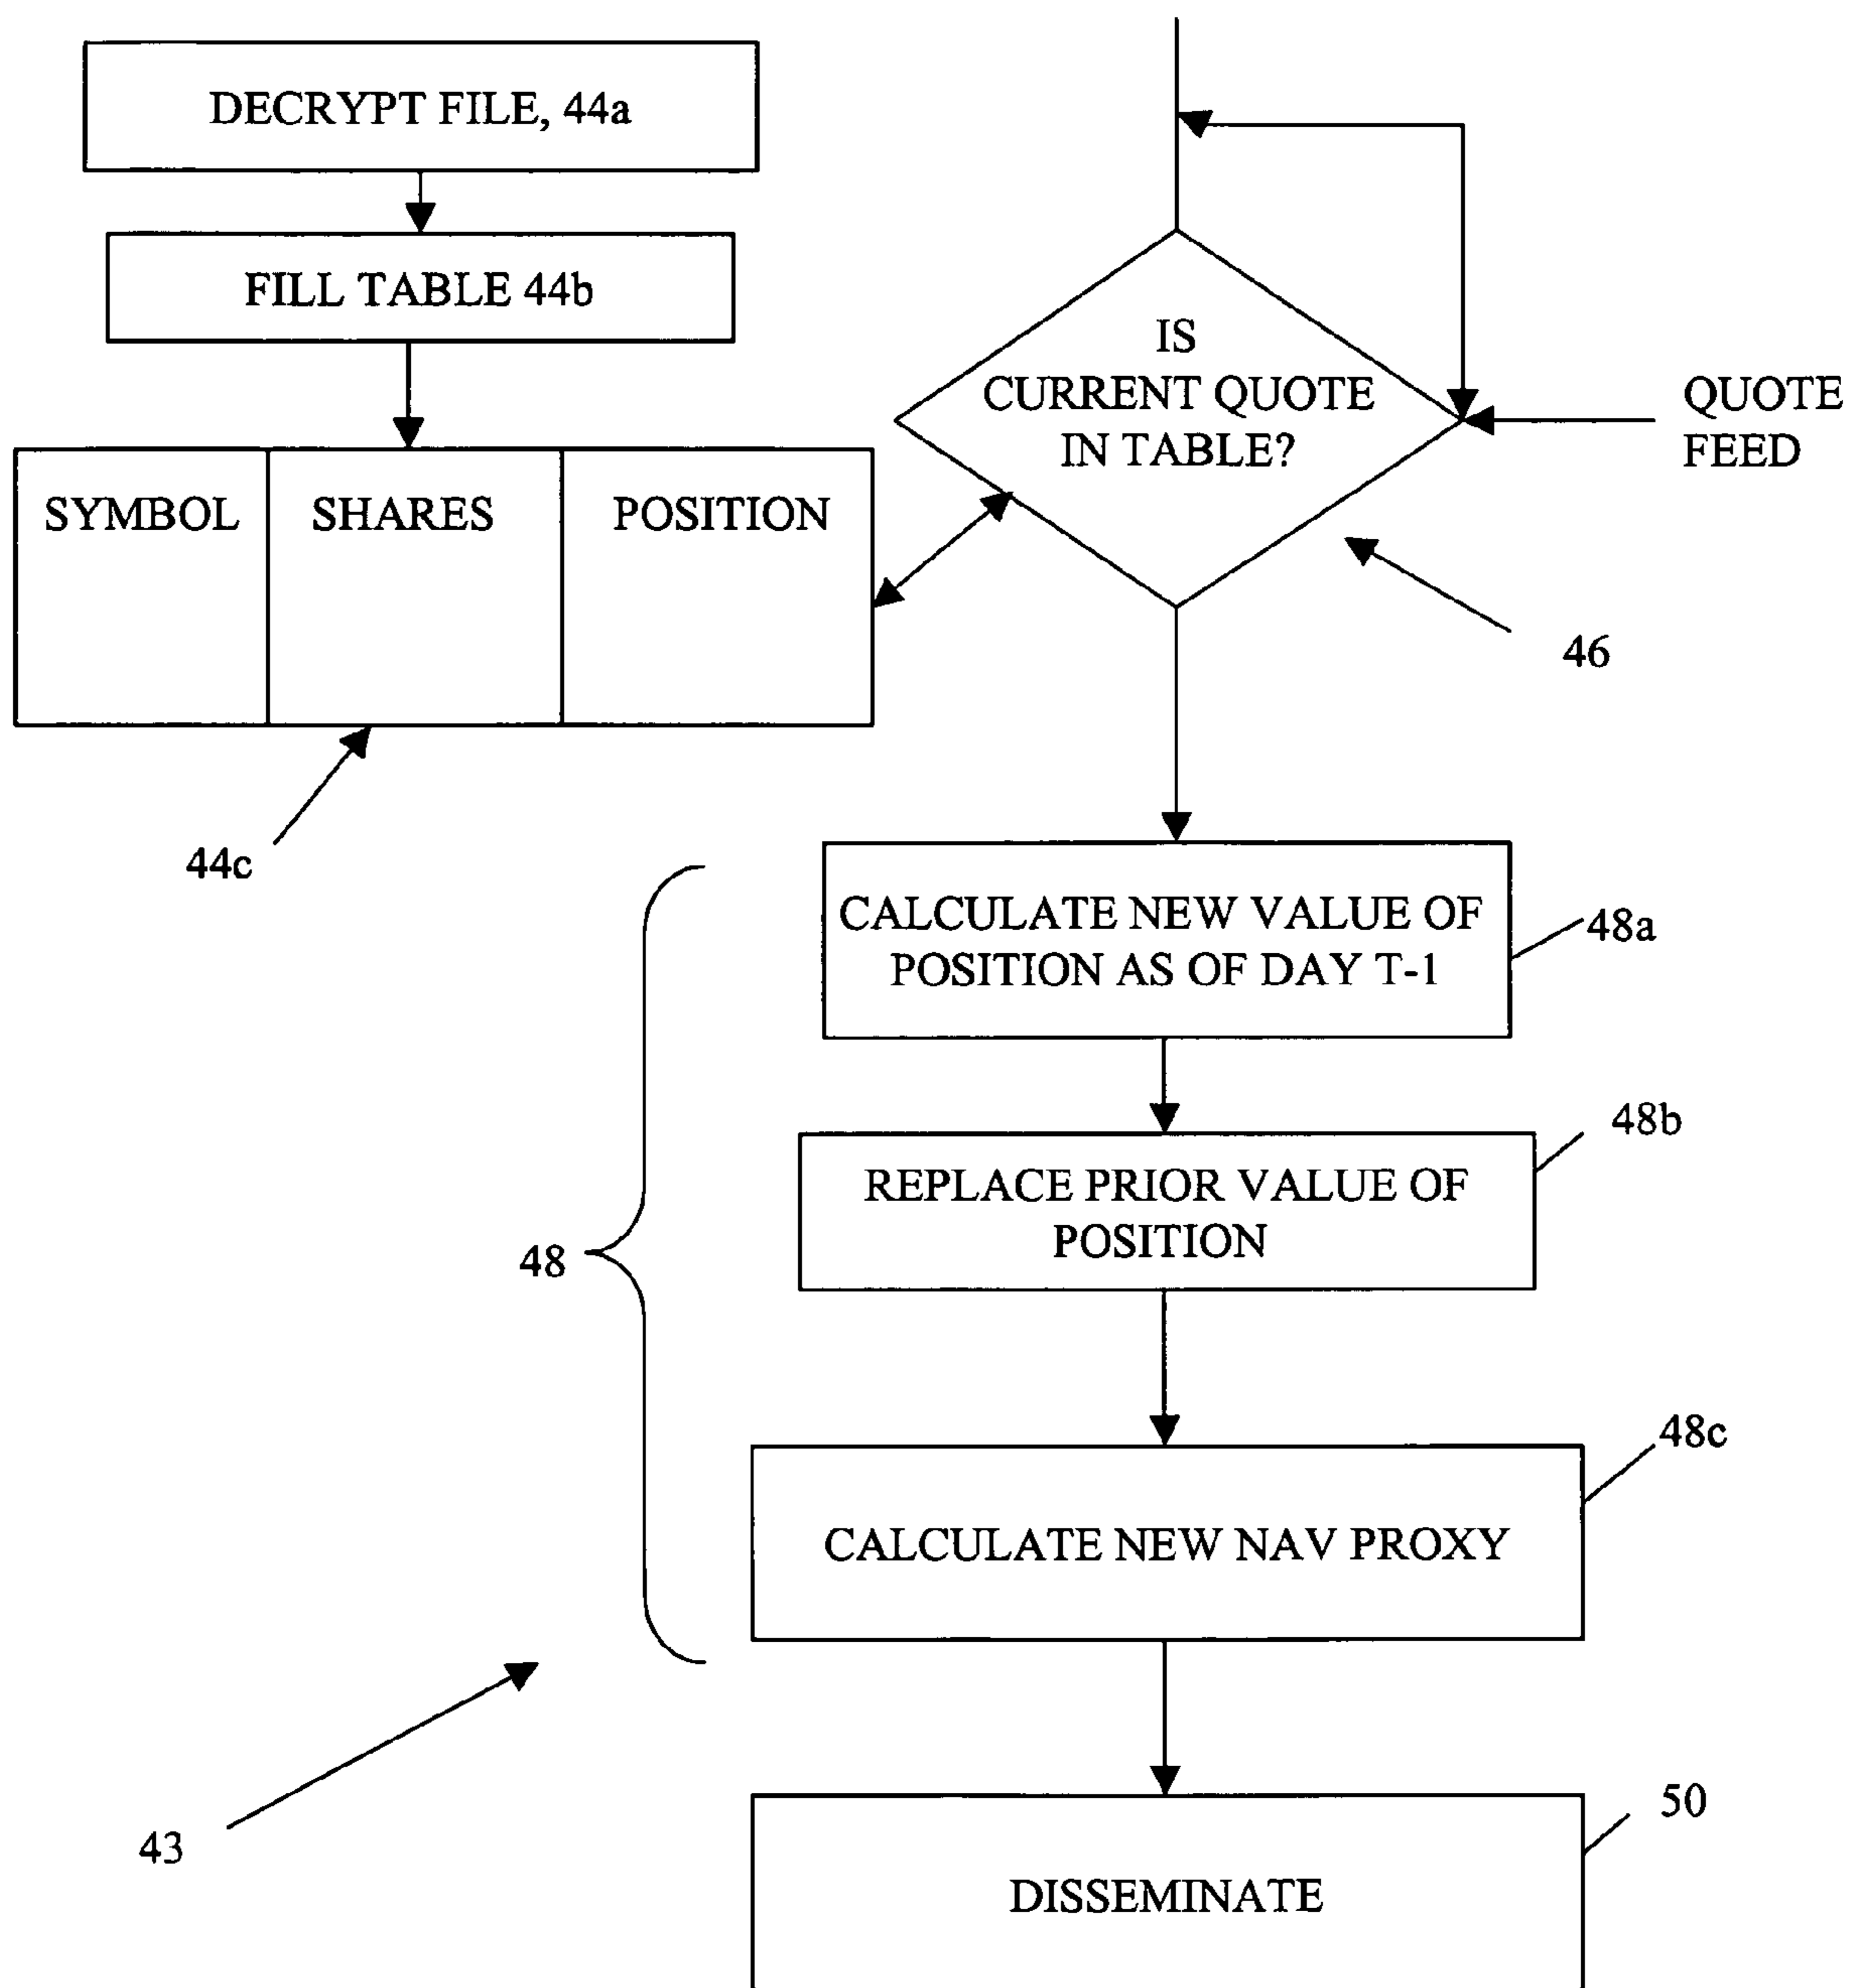 DECRYPT FILE, 44a
FILL TABLE 44b
SYMBOL
SHARES
POSITION
44c
IS
CURRENT QUOTE
IN TABLE?
QUOTE
FEED
46
CALCULATE NEW VALUE OF
POSITION AS OF DAY T-1
48a
REPLACE PRIOR VALUE OF
POSITION
48b
48
CALCULATE NEW NAV PROXY
48c
43
DISSEMINATE
50